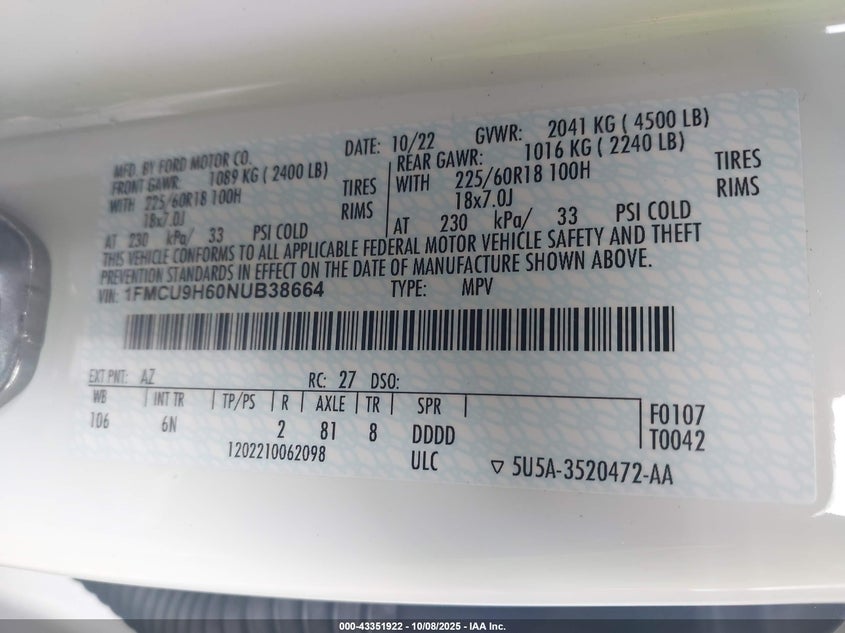 MFD. BY FORD MOTOR CO. DATE: 10/22 GVWR: 2041 KG ( 4500 LB)
FRONT GAWR: 1089 KG ( 2400 LB) REAR GAWR: 1016 KG ( 2240 LB)
WITH 225/60R18 100H TIRES WITH 225/60R18 100H TIRES
18x7.0J RIMS 18x7.0J RIMS
AT 230 kPa/ 33 PSI COLD AT 230 kPa/ 33 PSI COLD
THIS VEHICLE CONFORMS TO ALL APPLICABLE FEDERAL MOTOR VEHICLE SAFETY AND THEFT
PREVENTION STANDARDS IN EFFECT ON THE DATE OF MANUFACTURE SHOWN ABOVE.
VIN: 1FMCU9H60NUB38664 TYPE: MPV
EXT PNT: AZ RC: 27 DSO:
WB INT TR TP/PS R AXLE TR SPR F0107
106 6N 2 81 8 DDDD T0042
1202210062098 ULC ▽ 5U5A-3520472-AA
000-43351922 - 10/08/2025 - IAA Inc.